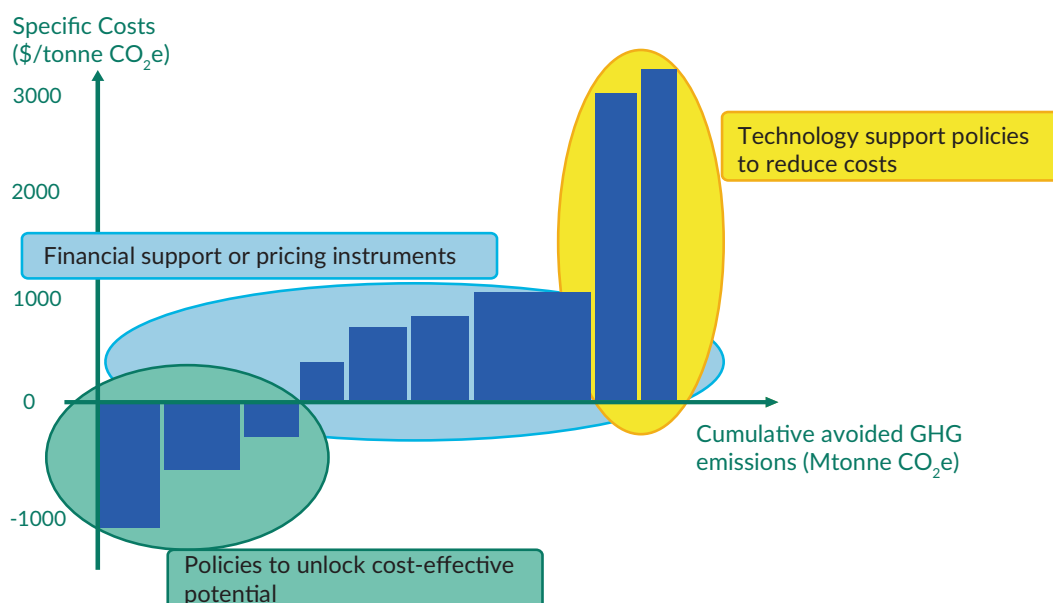 Specific Costs
($/tonne CO₂e)
3000
Technology support policies
to reduce costs
2000
Financial support or pricing instruments
1000
0
Cumulative avoided GHG
emissions (Mtonne CO₂e)
-1000
Policies to unlock cost-effective
potential